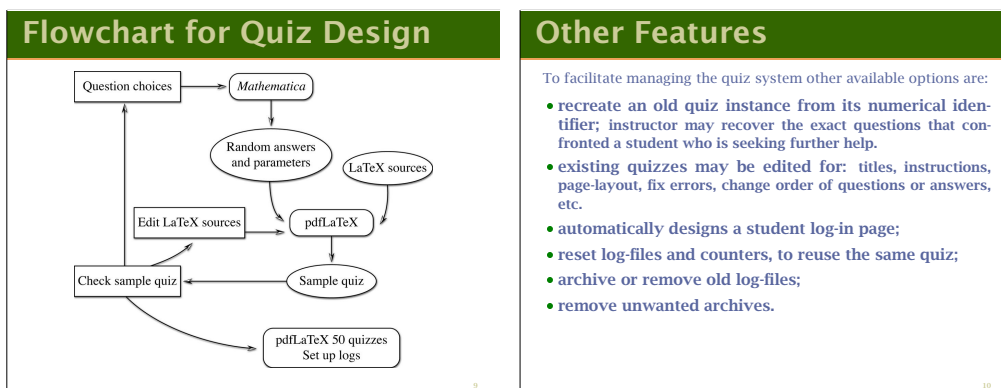 Flowchart for Quiz Design
Question choices
Mathematica
Random answers
and parameters
LaTeX sources
Edit LaTeX sources
pdfLaTeX
Check sample quiz
Sample quiz
pdfLaTeX 50 quizzes
Set up logs
9
Other Features
To facilitate managing the quiz system other available options are:
• recreate an old quiz instance from its numerical iden-
tifier; instructor may recover the exact questions that con-
fronted a student who is seeking further help.
• existing quizzes may be edited for: titles, instructions,
page-layout, fix errors, change order of questions or answers,
etc.
• automatically designs a student log-in page;
• reset log-files and counters, to reuse the same quiz;
• archive or remove old log-files;
• remove unwanted archives.
10